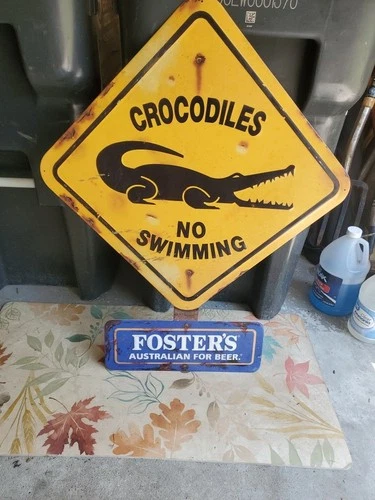 CROCODILES
NO
SWIMMING
FOSTER'S
AUSTRALIAN FOR BEER.